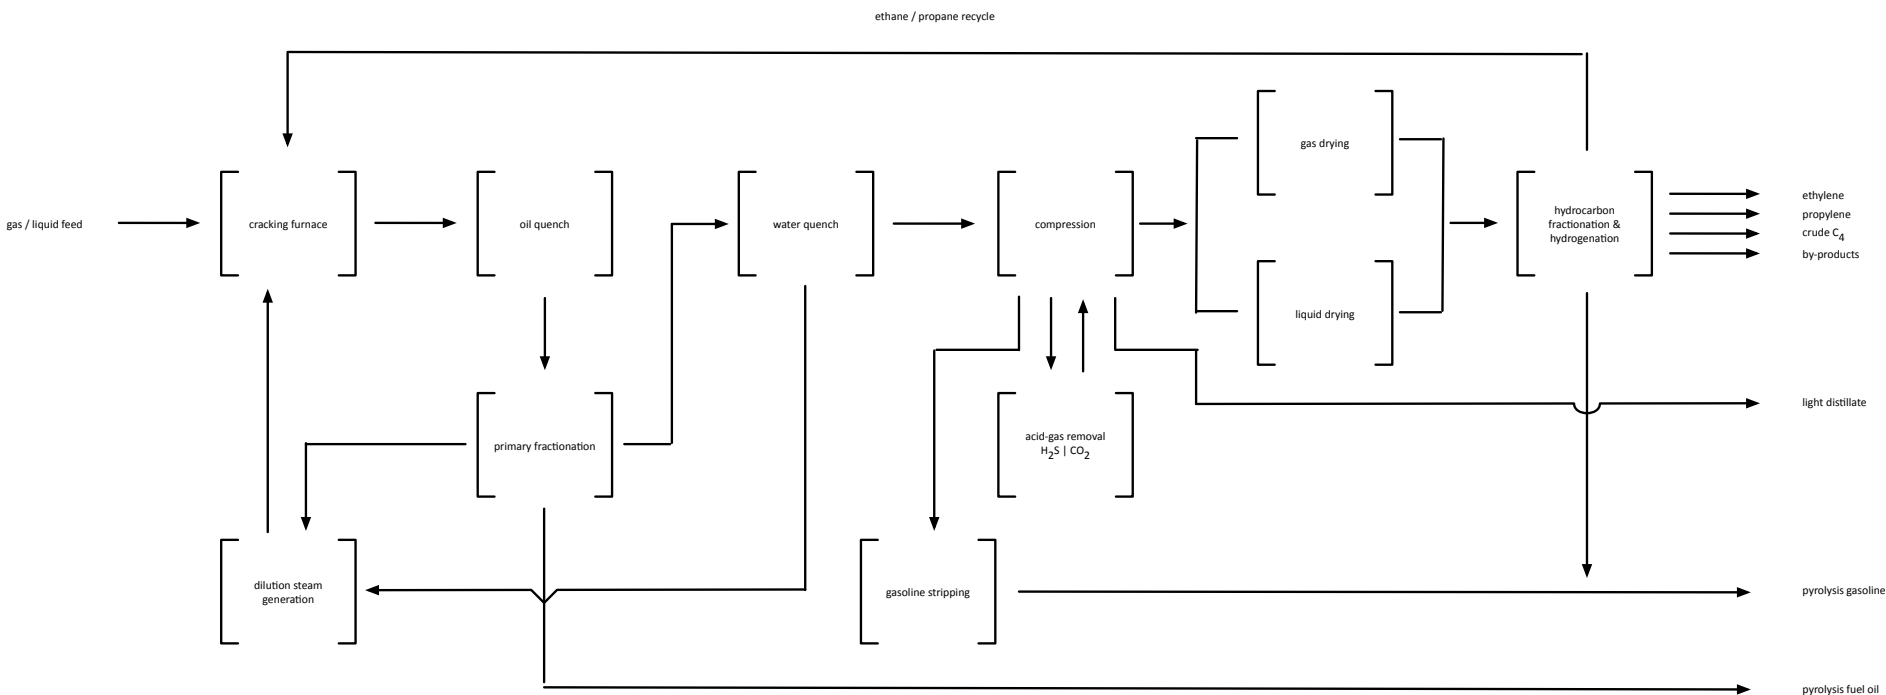 ethane / propane recycle
gas / liquid feed
cracking furnace
oil quench
water quench
compression
gas drying
liquid drying
hydrocarbon
fractionation &
hydrogenation
ethylene
propylene
crude C4
by-products
light distillate
primary fractionation
acid-gas removal
H2S | CO2
dilution steam
generation
gasoline stripping
pyrolysis gasoline
pyrolysis fuel oil